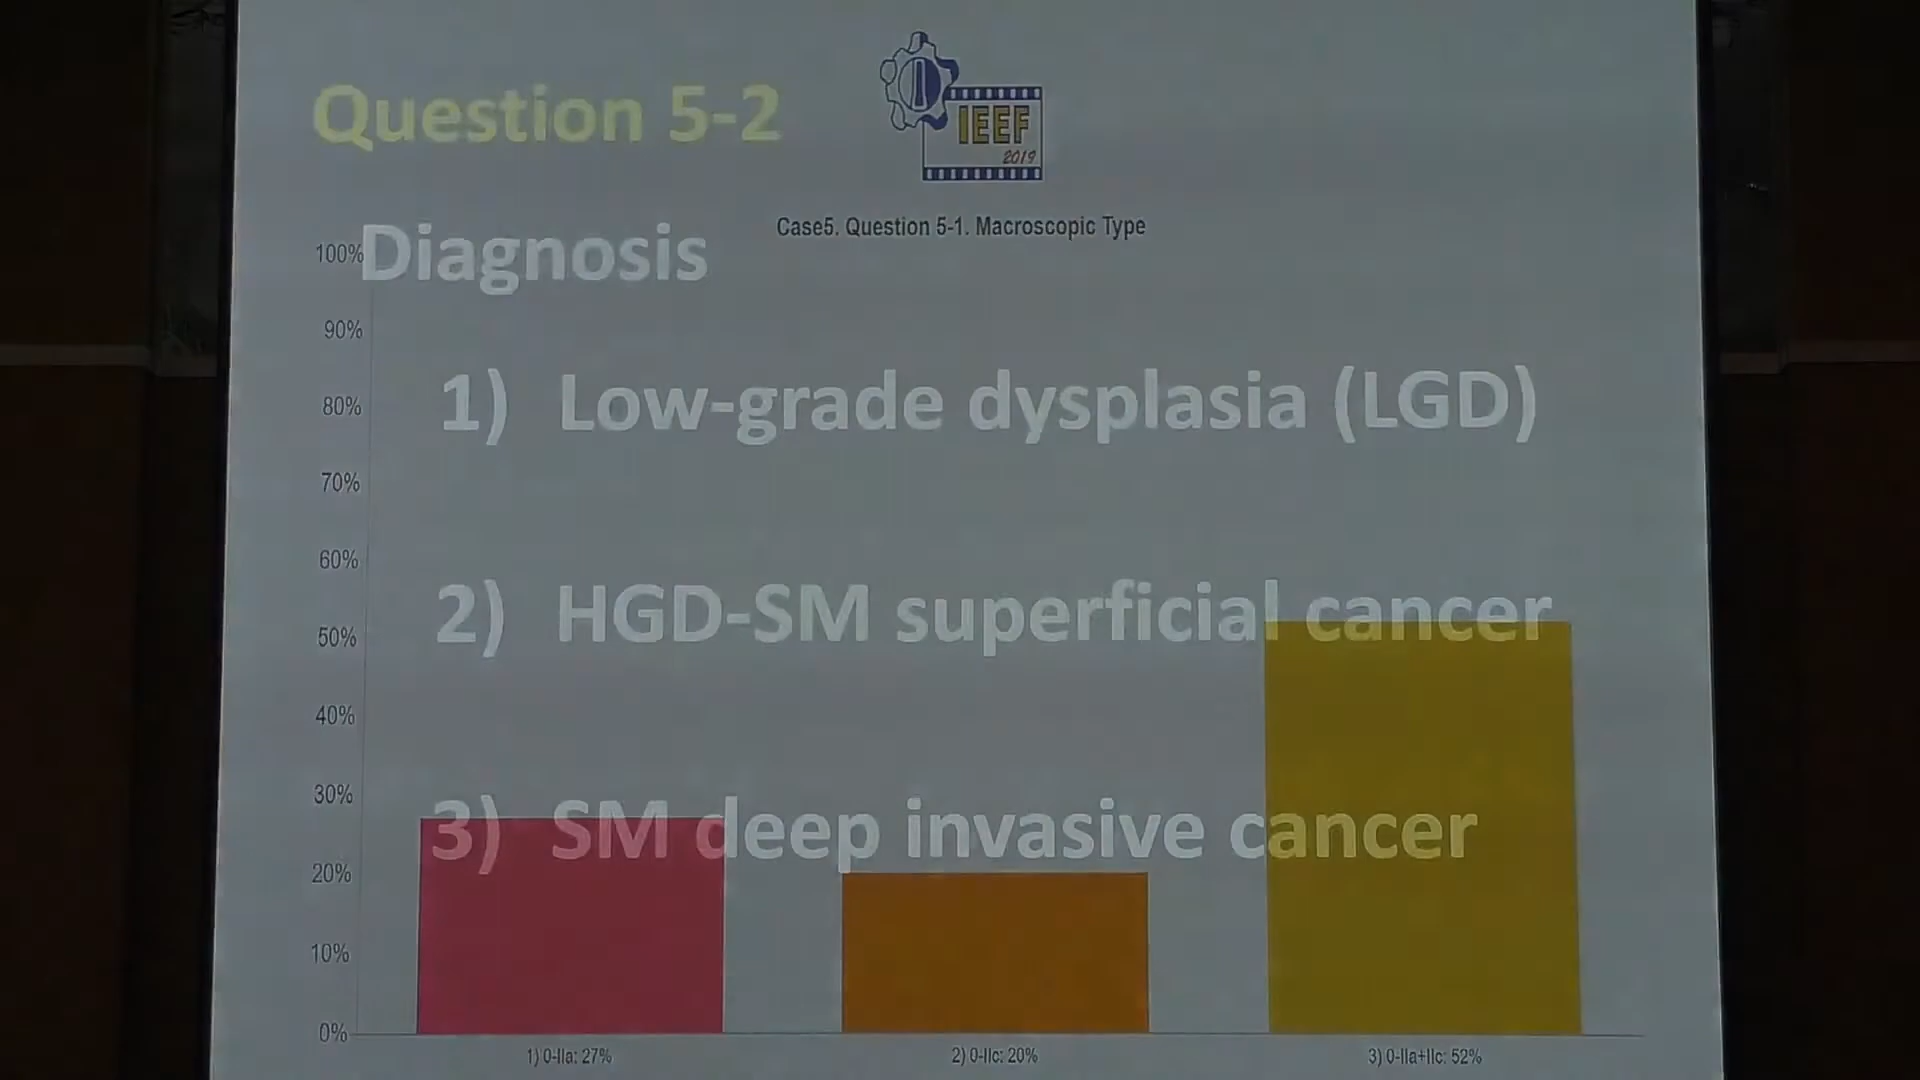 Question 5-2
IEEF
2019
Case5. Question 5-1. Macroscopic Type
Diagnosis
100%
90%
1) Low-grade dysplasia (LGD)
80%
70%
60%
2) HGD-SM superficial cancer
50%
40%
30%
3) SM deep invasive cancer
20%
10%
0%
1) 0-IIa: 27%
2) 0-IIc: 20%
3) 0-IIa+IIc: 52%